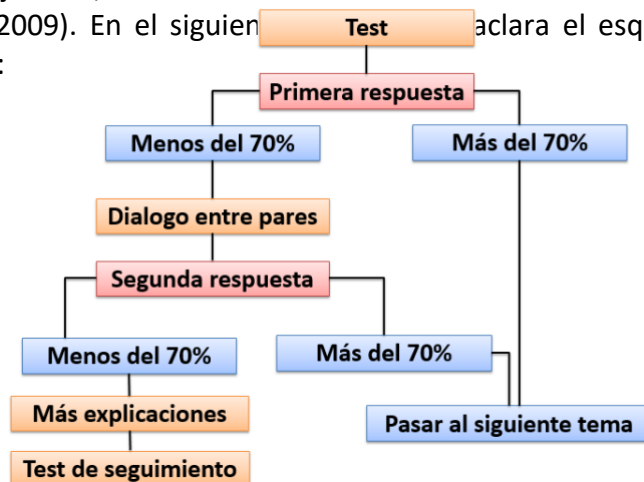 2009). En el siguien
aclara el esq
:
Test
Primera respuesta
Menos del 70%
Más del 70%
Dialogo entre pares
Segunda respuesta
Menos del 70%
Más del 70%
Más explicaciones
Pasar al siguiente tema
Test de seguimiento